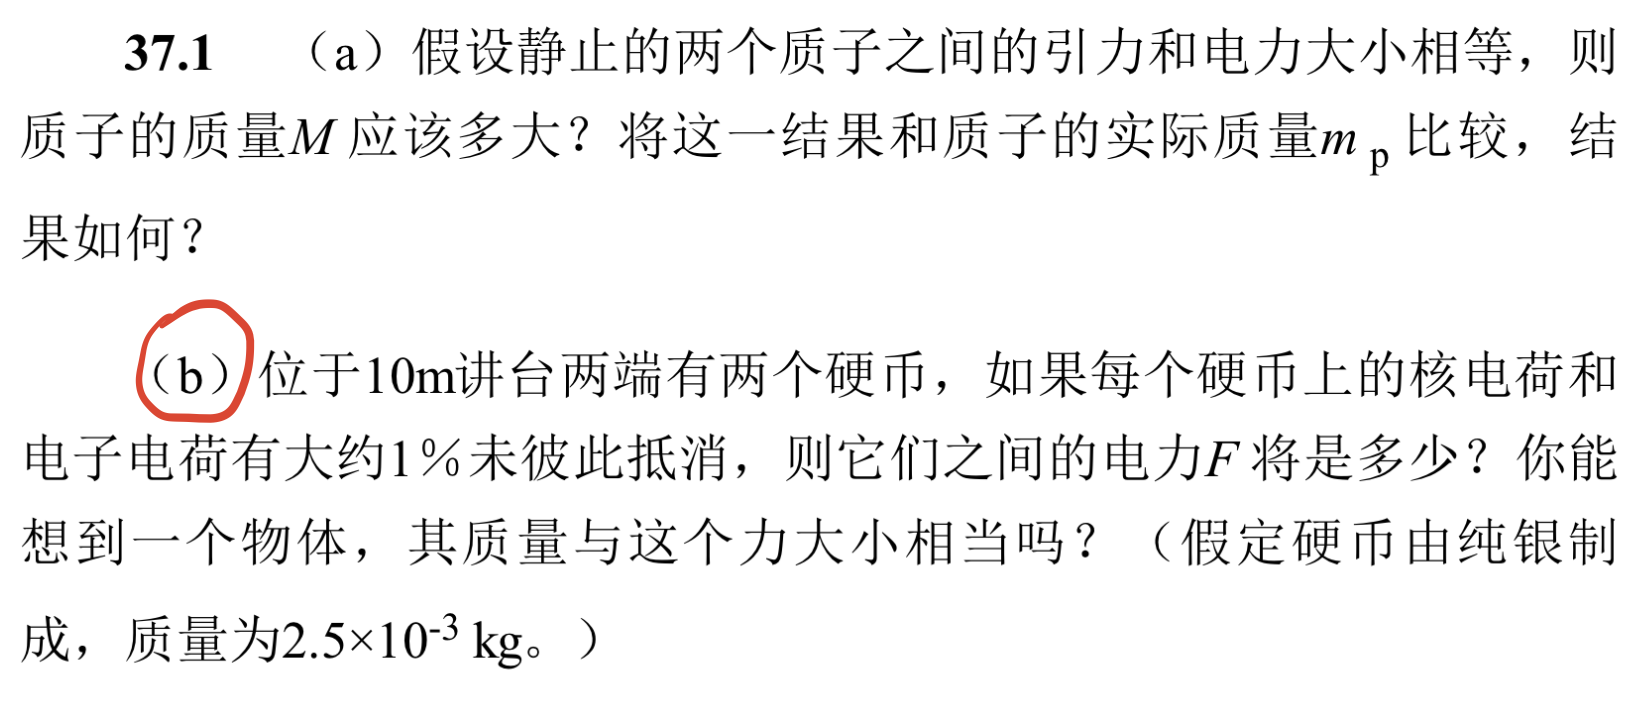 37.1 （a）假设静止的两个质子之间的引力和电力大小相等，则
质子的质量M 应该多大？将这一结果和质子的实际质量m p 比较，结
果如何？
（b）位于10m讲台两端有两个硬币，如果每个硬币上的核电荷和
电子电荷有大约1％未彼此抵消，则它们之间的电力F 将是多少？你能
想到一个物体，其质量与这个力大小相当吗？（假定硬币由纯银制
成，质量为2.5×10-3 kg。）